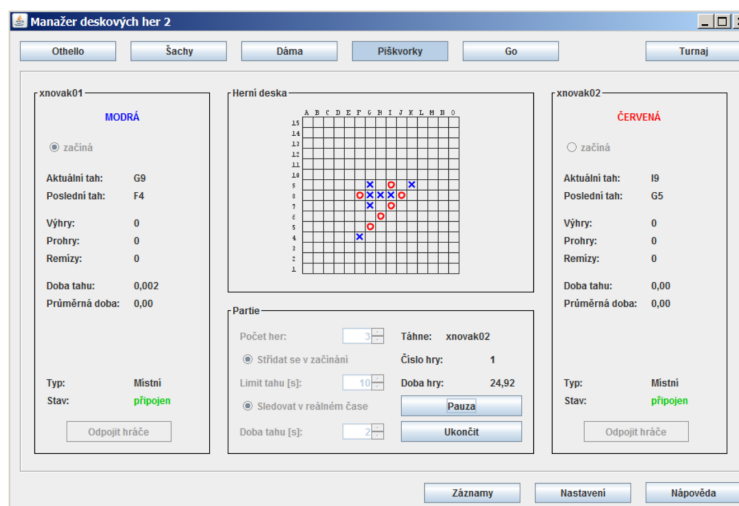 Manažer deskových her 2
Othello Šachy Dáma Piškvorky Go Turnaj
xnovak01
MODRÁ
začíná
Aktuální tah: G9
Poslední tah: F4
Výhry: 0
Prohry: 0
Remízy: 0
Doba tahu: 0,002
Průměrná doba: 0,00
Typ: Místní
Stav: připojen
Odpojit hráče
Herní deska
A B C D E F G H I J K L M N O
15
14
13
12
11
10
9
8
7
6
5
4
3
2
1
Partie
Počet her: 3
Střídat se v začínání
Limit tahu [s]: 10
Sledovat v reálném čase
Doba tahu [s]: 2
Táhne: xnovak02
Číslo hry: 1
Doba hry: 24,92
Pauza
Ukončit
xnovak02
ČERVENÁ
začíná
Aktuální tah: I9
Poslední tah: G5
Výhry: 0
Prohry: 0
Remízy: 0
Doba tahu: 0,00
Průměrná doba: 0,00
Typ: Místní
Stav: připojen
Odpojit hráče
Záznamy Nastavení Nápověda